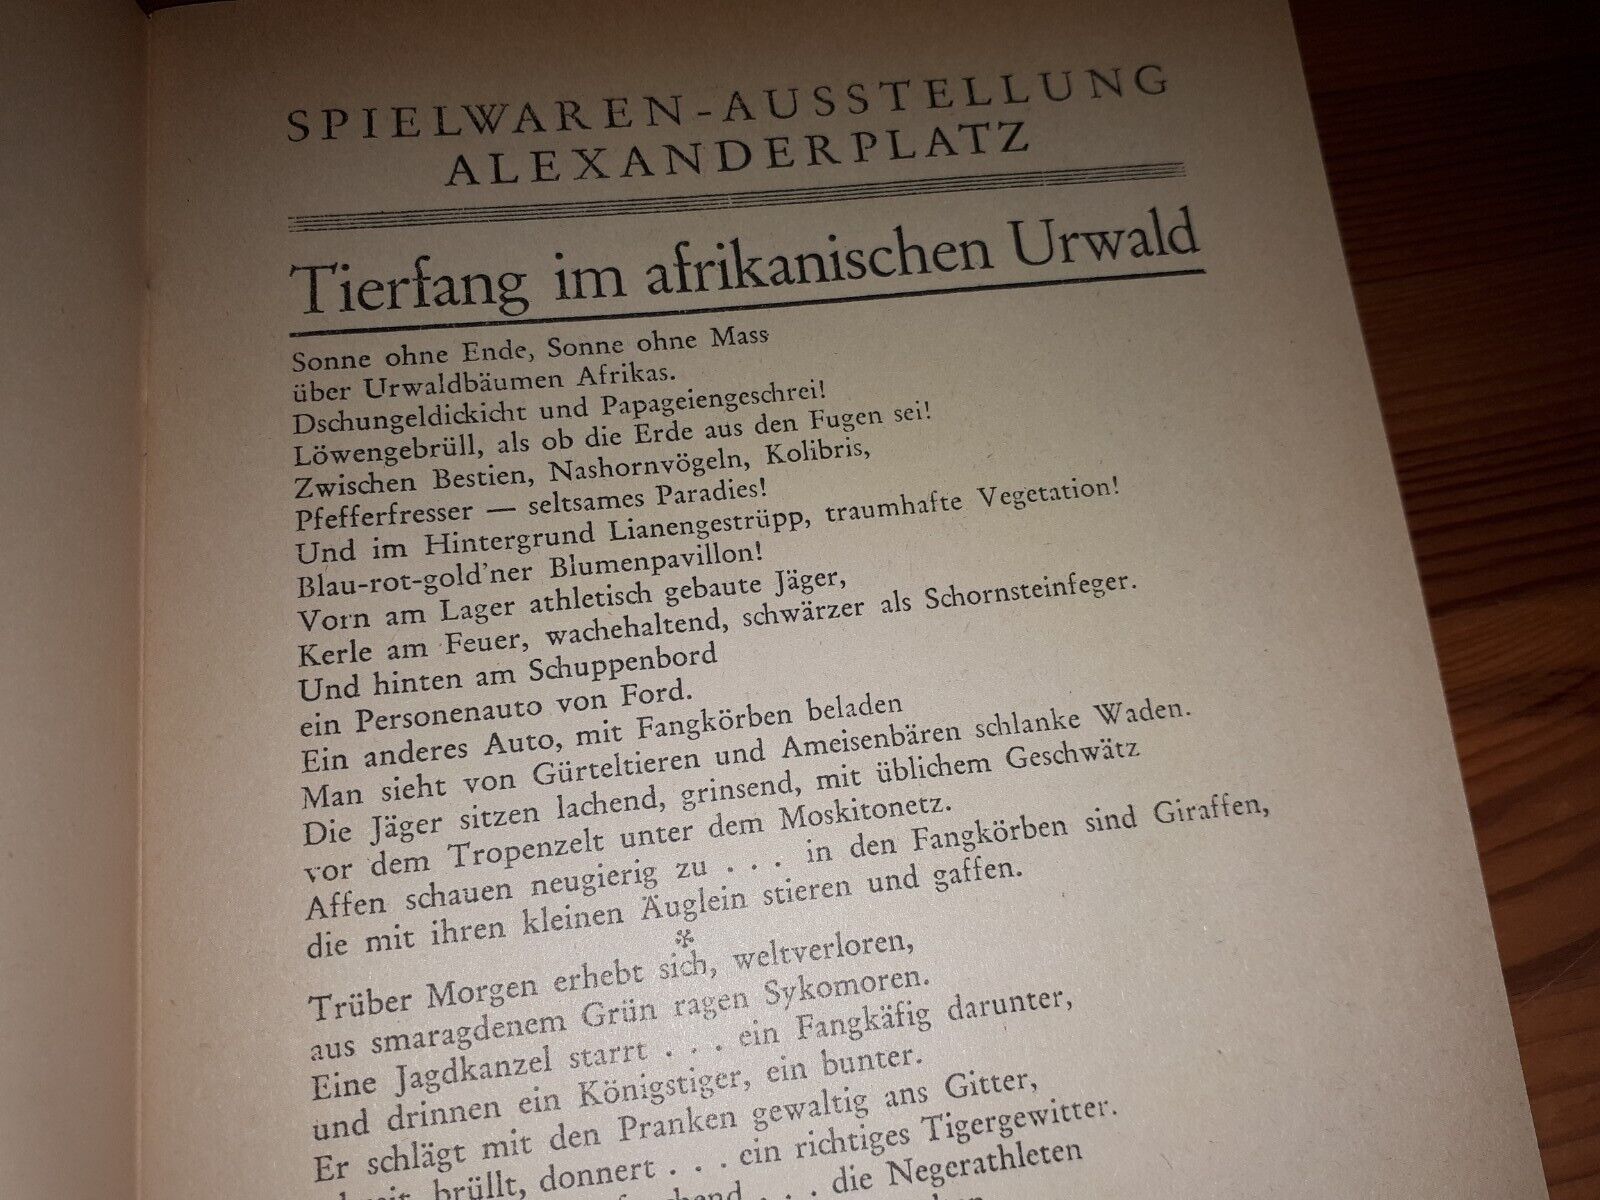 SPIELWAREN-AUSSTELLUNG
ALEXANDERPLATZ
Tierfang im afrikanischen Urwald
Sonne ohne Ende, Sonne ohne Mass
über Urwaldbäumen Afrikas.
Dschungeldickicht und Papageiengeschrei!
Löwengebrüll, als ob die Erde aus den Fugen sei!
Zwischen Bestien, Nashornvögeln, Kolibris,
Pfefferfresser — seltsames Paradies!
Und im Hintergrund Lianengestrüpp, traumhafte Vegetation!
Blau-rot-gold'ner Blumenpavillon!
Vorn am Lager athletisch gebaute Jäger,
Kerle am Feuer, wachehaltend, schwärzer als Schornsteinfeger.
Und hinten am Schuppenbord
ein Personenauto von Ford.
Ein anderes Auto, mit Fangkörben beladen
Man sieht von Gürteltieren und Ameisenbären schlanke Waden.
Die Jäger sitzen lachend, grinsend, mit üblichem Geschwätz
vor dem Tropenzelt unter dem Moskitonetz.
Affen schauen neugierig zu . . . in den Fangkörben sind Giraffen,
die mit ihren kleinen Äuglein stieren und gaffen.
*
Trüber Morgen erhebt sich, weltverloren,
aus smaragdenem Grün ragen Sykomoren.
Eine Jagdkanzel starrt . . . ein Fangkäfig darunter,
und drinnen ein Königstiger, ein bunter.
Er schlägt mit den Pranken gewaltig ans Gitter,
brüllt, donnert . . . ein richtiges Tigergewitter.
. . . die Negerathleten